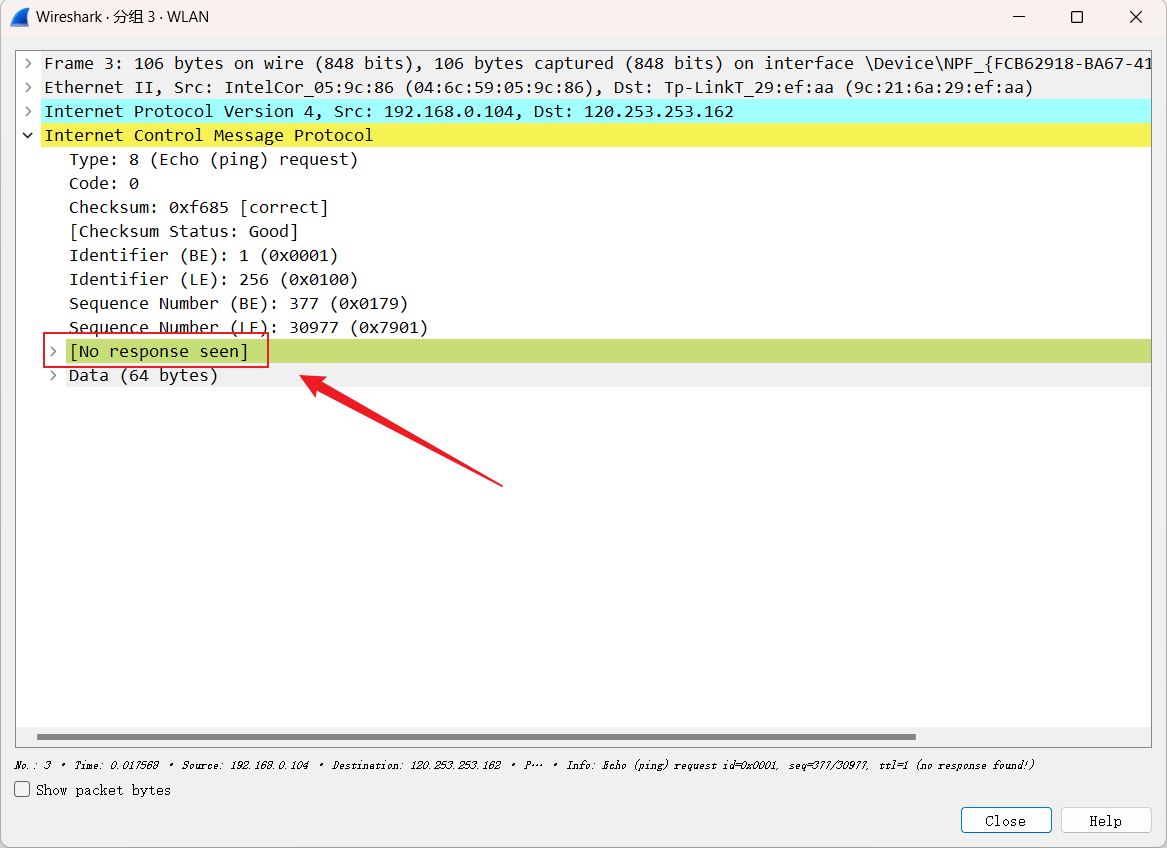 Wireshark · 分组 3 · WLAN
Frame 3: 106 bytes on wire (848 bits), 106 bytes captured (848 bits) on interface \Device\NPF_{FCB62918-BA67-41
Ethernet II, Src: IntelCor_05:9c:86 (04:6c:59:05:9c:86), Dst: Tp-LinkT_29:ef:aa (9c:21:6a:29:ef:aa)
Internet Protocol Version 4, Src: 192.168.0.104, Dst: 120.253.253.162
Internet Control Message Protocol
Type: 8 (Echo (ping) request)
Code: 0
Checksum: 0xf685 [correct]
[Checksum Status: Good]
Identifier (BE): 1 (0x0001)
Identifier (LE): 256 (0x0100)
Sequence Number (BE): 377 (0x0179)
Sequence Number (LE): 30977 (0x7901)
[No response seen]
Data (64 bytes)
No.: 3 · Time: 0.017568 · Source: 192.168.0.104 · Destination: 120.253.253.162 · P… · Info: Echo (ping) request id=0x0001, seq=377/30977, ttl=1 (no response found!)
Show packet bytes
Close
Help